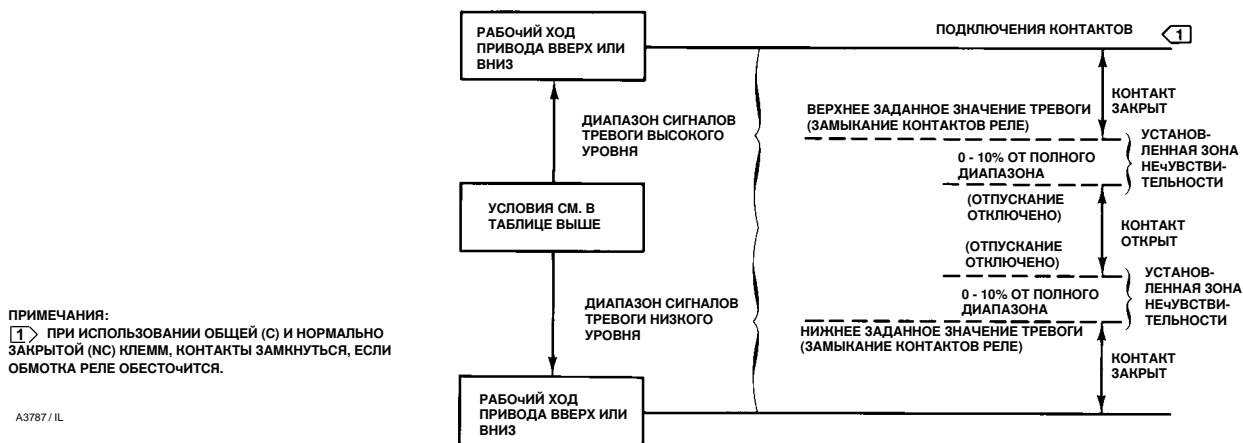 РАБОчИЙ ХОД
ПРИВОДА ВВЕРХ ИЛИ
ВНИЗ
ПОДКЛЮЧЕНИЯ КОНТАКТОВ
1
КОНТАКТ
ЗАКРЫТ
ДИАПАЗОН СИГНАЛОВ
ТРЕВОГИ ВЫСОКОГО
УРОВНЯ
ВЕРХНЕЕ ЗАДАННОЕ ЗНАЧЕНИЕ ТРЕВОГИ
(ЗАМЫКАНИЕ КОНТАКТОВ РЕЛЕ)
УСТАНОВ-
ЛЕННАЯ ЗОНА
НЕчУВСТВИ-
ТЕЛЬНОСТИ
0 - 10% ОТ ПОЛНОГО
ДИАПАЗОНА
УСЛОВИЯ СМ. В
ТАБЛИЦЕ ВЫШЕ
(ОТПУСКАНИЕ
ОТКЛЮЧЕНО)
КОНТАКТ
ОТКРЫТ
(ОТПУСКАНИЕ
ОТКЛЮЧЕНО)
ДИАПАЗОН СИГНАЛОВ
ТРЕВОГИ НИЗКОГО
УРОВНЯ
0 - 10% ОТ ПОЛНОГО
ДИАПАЗОНА
УСТАНОВ-
ЛЕННАЯ ЗОНА
НЕчУВСТВИ-
ТЕЛЬНОСТИ
НИЖНЕЕ ЗАДАННОЕ ЗНАЧЕНИЕ ТРЕВОГИ
(ЗАМЫКАНИЕ КОНТАКТОВ РЕЛЕ)
КОНТАКТ
ЗАКРЫТ
РАБОчИЙ ХОД
ПРИВОДА ВВЕРХ ИЛИ
ВНИЗ
ПРИМЕЧАНИЯ:
1 ПРИ ИСПОЛЬЗОВАНИИ ОБЩЕЙ (C) И НОРМАЛЬНО
ЗАКРЫТОЙ (NC) КЛЕММ, КОНТАКТЫ ЗАМКНУТЬСЯ, ЕСЛИ
ОБМОТКА РЕЛЕ ОБЕСТОчИТСЯ.
A3787 / IL